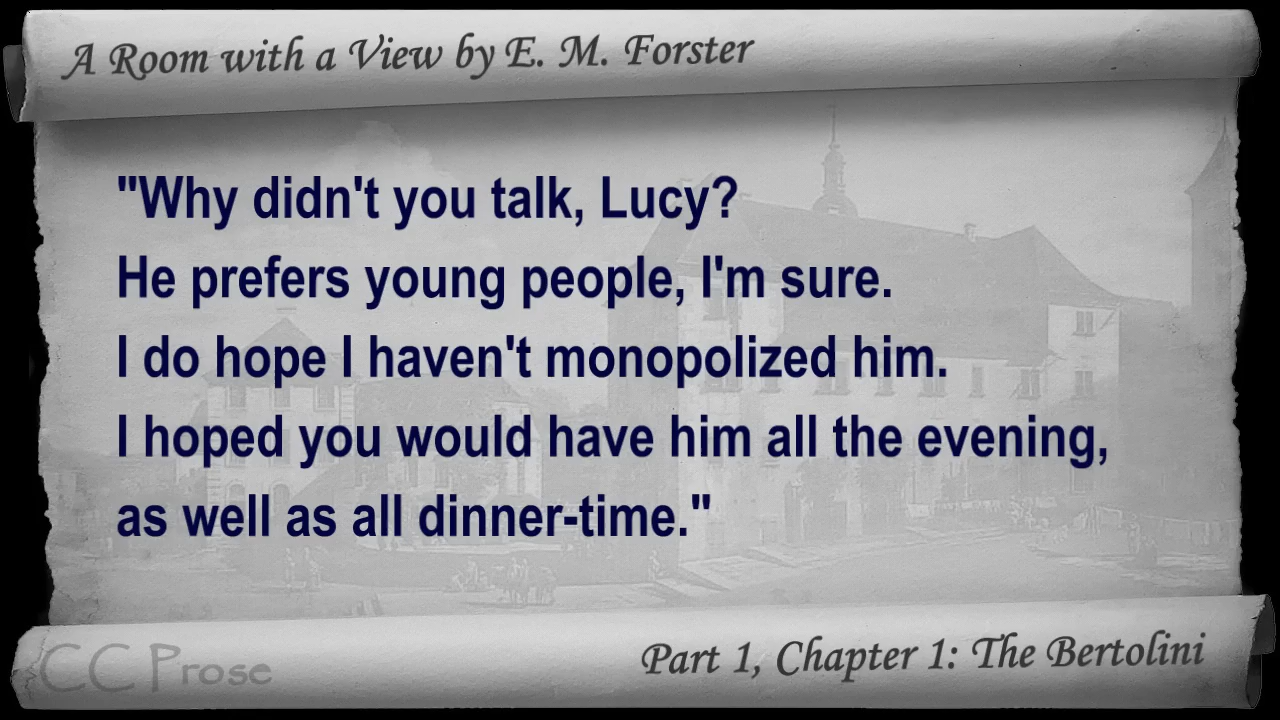 A Room with a View by E. M. Forster
"Why didn't you talk, Lucy?
He prefers young people, I'm sure.
I do hope I haven't monopolized him.
I hoped you would have him all the evening,
as well as all dinner-time."
CC Prose
Part 1, Chapter 1: The Bertolini